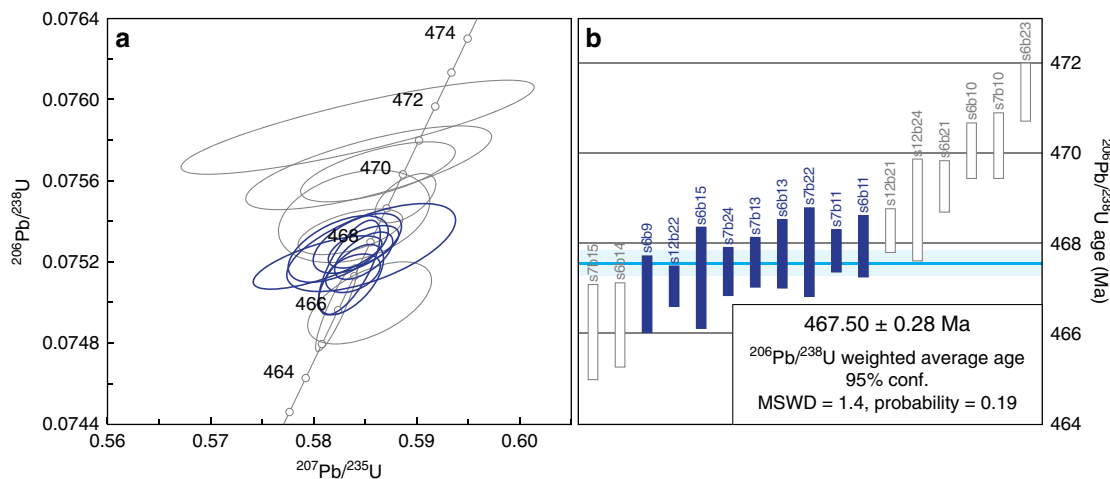 a
0.0764
0.0760
0.0756
0.0752
0.0748
0.0744
²⁰⁶Pb/²³⁸U
474
472
470
468
466
464
0.56
0.57
0.58
0.59
0.60
²⁰⁷Pb/²³⁵U
b
s7b15
s6b14
s6b9
s12b22
s6b15
s7b24
s7b13
s6b13
s7b22
s7b11
s6b11
s12b21
s12b24
s6b21
s6b10
s7b10
s6b23
472
470
468
466
464
²⁰⁶Pb/²³⁸U age (Ma)
467.50 ± 0.28 Ma
²⁰⁶Pb/²³⁸U weighted average age
95% conf.
MSWD = 1.4, probability = 0.19